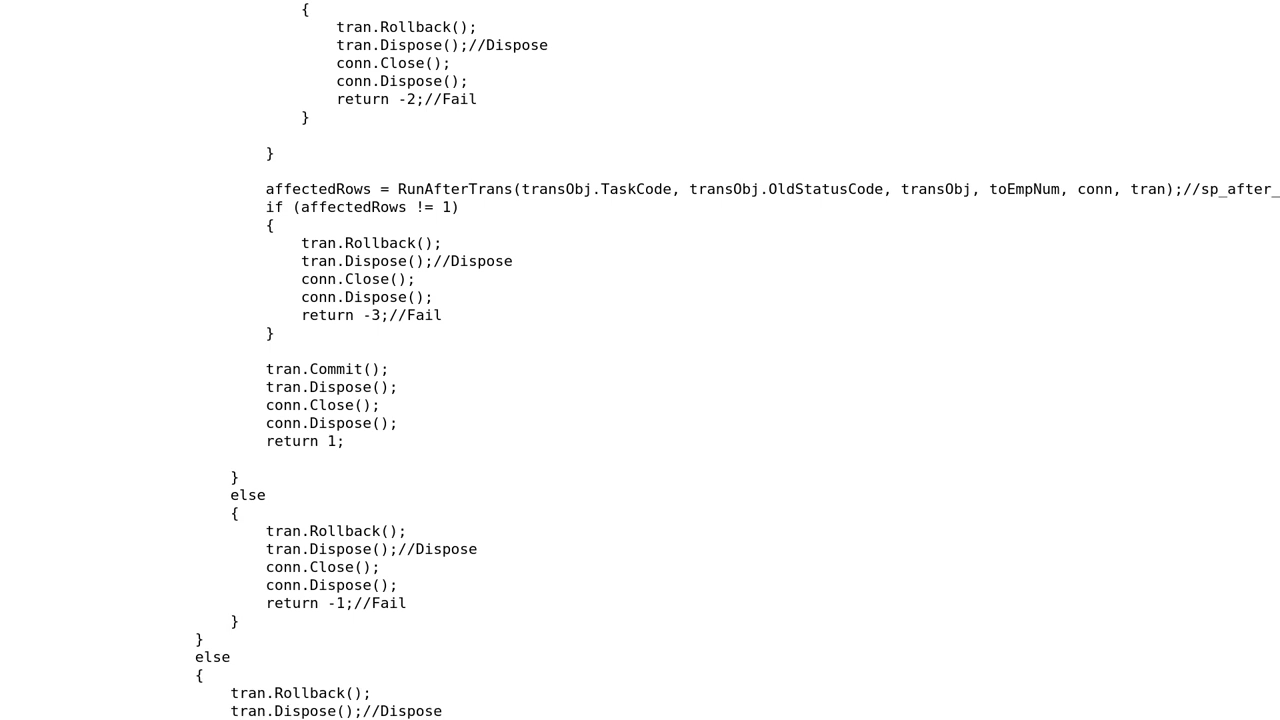 {
tran.Rollback();
tran.Dispose();//Dispose
conn.Close();
conn.Dispose();
return -2;//Fail
}
}
affectedRows = RunAfterTrans(transObj.TaskCode, transObj.OldStatusCode, transObj, toEmpNum, conn, tran);//sp_after_
if (affectedRows != 1)
{
tran.Rollback();
tran.Dispose();//Dispose
conn.Close();
conn.Dispose();
return -3;//Fail
}
tran.Commit();
tran.Dispose();
conn.Close();
conn.Dispose();
return 1;
}
else
{
tran.Rollback();
tran.Dispose();//Dispose
conn.Close();
conn.Dispose();
return -1;//Fail
}
}
else
{
tran.Rollback();
tran.Dispose();//Dispose